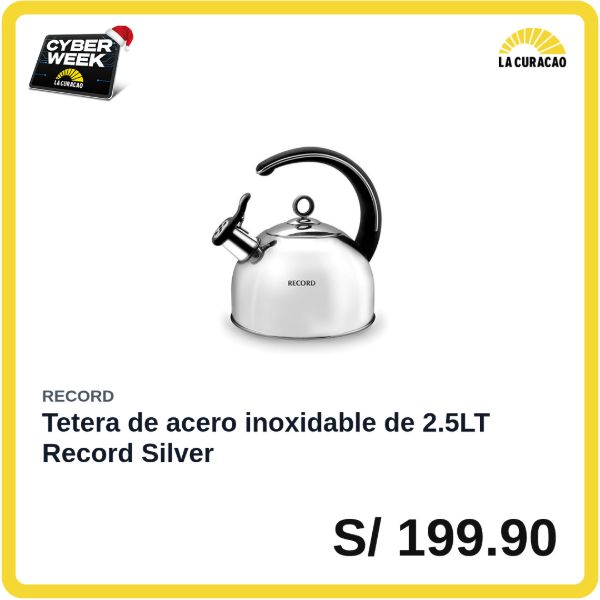 CYBER
WEEK
LA CURACAO
LA CURACAO
RECORD
RECORD
Tetera de acero inoxidable de 2.5LT
Record Silver
S/ 199.90